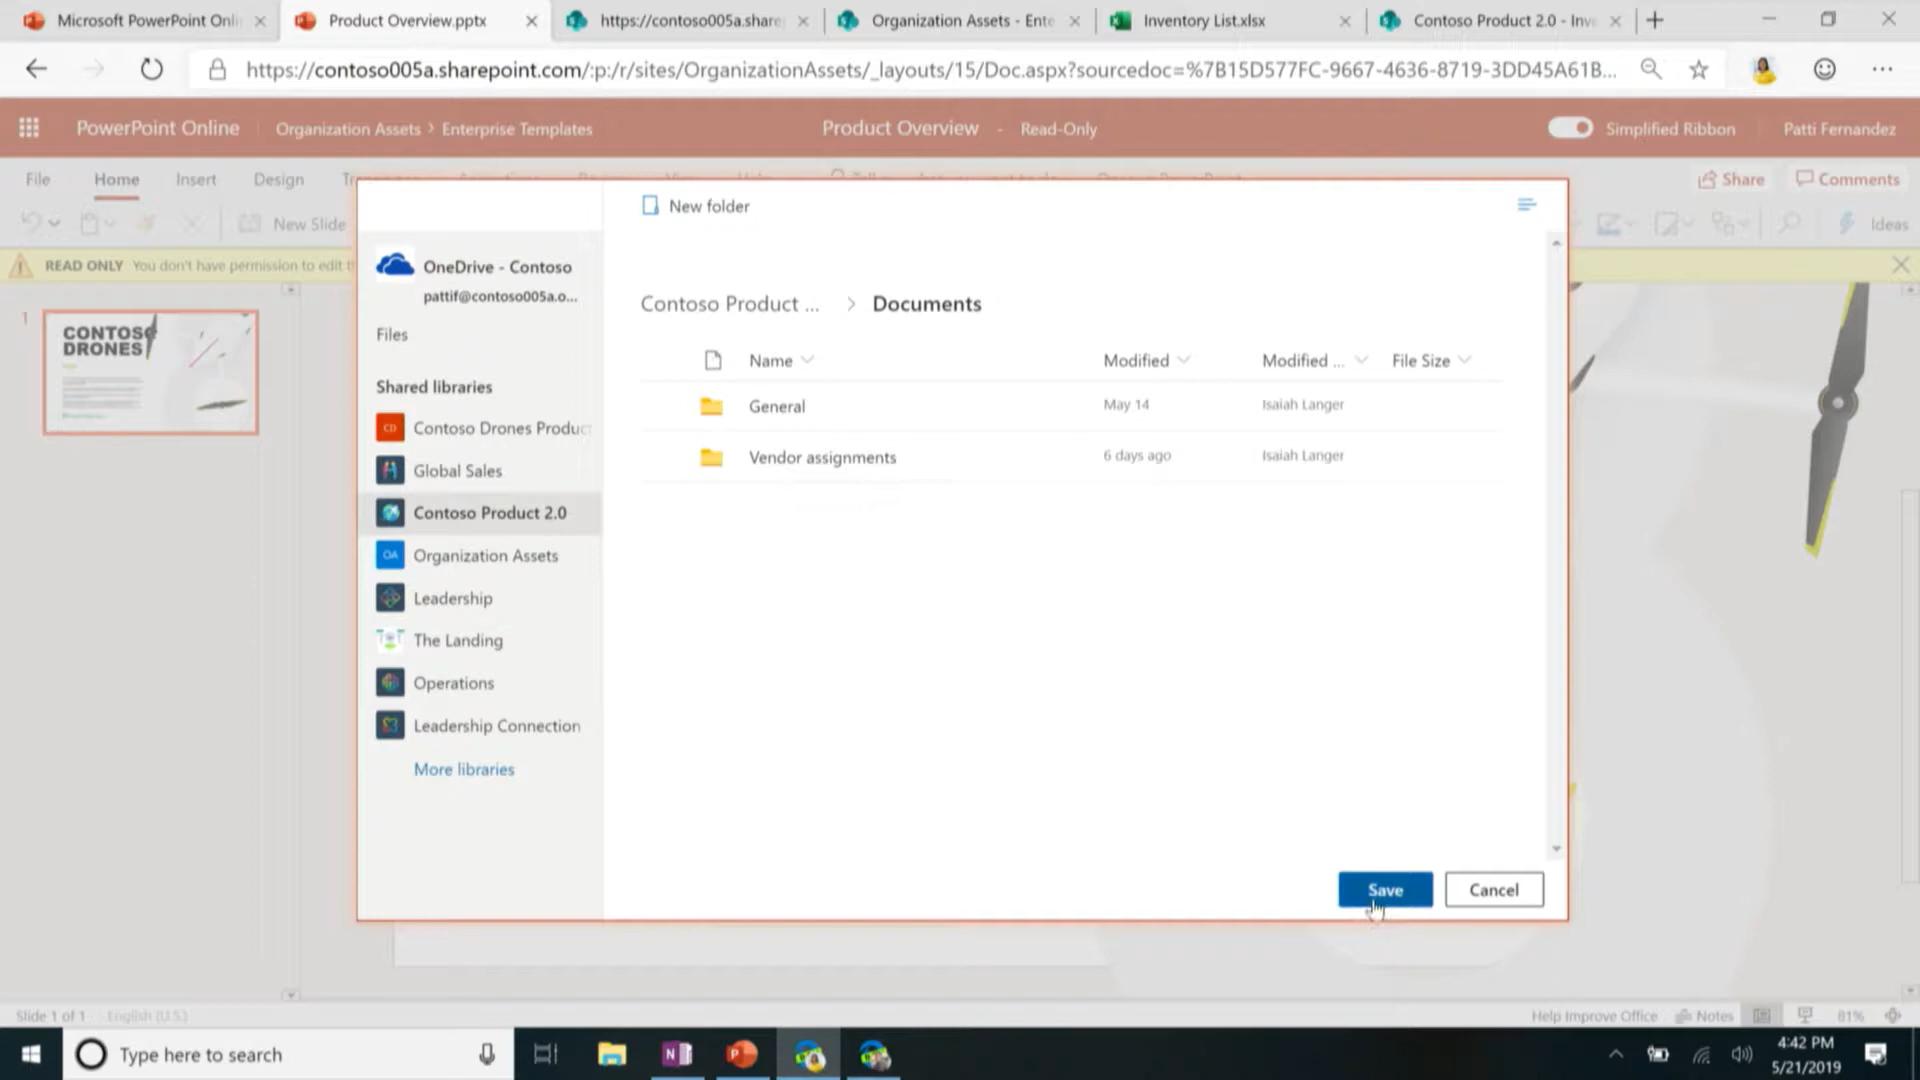 Microsoft PowerPoint Onli
Product Overview.pptx
https://contoso005a.share
Organization Assets - Ente
Inventory List.xlsx
Contoso Product 2.0 - Inv
https://contoso005a.sharepoint.com/:p:/r/sites/OrganizationAssets/_layouts/15/Doc.aspx?sourcedoc=%7B15D577FC-9667-4636-8719-3DD45A61B...
PowerPoint Online
Organization Assets > Enterprise Templates
Product Overview - Read-Only
Simplified Ribbon
Patti Fernandez
File
Home
Insert
Design
Share
Comments
New Slide
Ideas
READ ONLY You don't have permission to edit t
New folder
OneDrive - Contoso
pattif@contoso005a.o...
Files
Shared libraries
CD Contoso Drones Produc
Global Sales
Contoso Product 2.0
OA Organization Assets
Leadership
The Landing
Operations
Leadership Connection
More libraries
Contoso Product ... > Documents
Name
Modified
Modified ...
File Size
General
May 14
Isaiah Langer
Vendor assignments
6 days ago
Isaiah Langer
Save
Cancel
1
CONTOSO
DRONES
Slide 1 of 1
English (U.S.)
Help Improve Office
Notes
81%
Type here to search
4:42 PM
5/21/2019